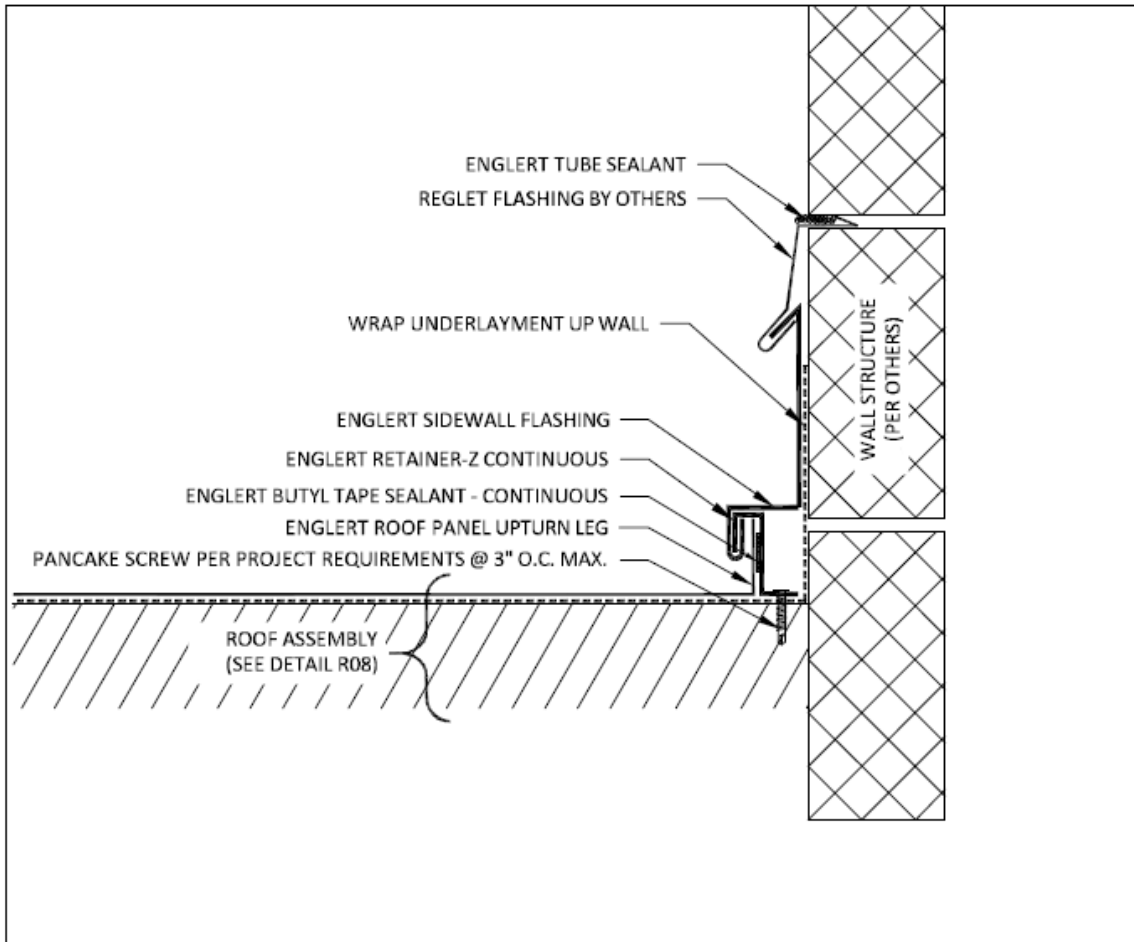 ENGLERT TUBE SEALANT
REGLET FLASHING BY OTHERS
WRAP UNDERLAYMENT UP WALL
WALL STRUCTURE
(PER OTHERS)
ENGLERT SIDEWALL FLASHING
ENGLERT RETAINER-Z CONTINUOUS
ENGLERT BUTYL TAPE SEALANT - CONTINUOUS
ENGLERT ROOF PANEL UPTURN LEG
PANCAKE SCREW PER PROJECT REQUIREMENTS @ 3" O.C. MAX.
ROOF ASSEMBLY
(SEE DETAIL R08)